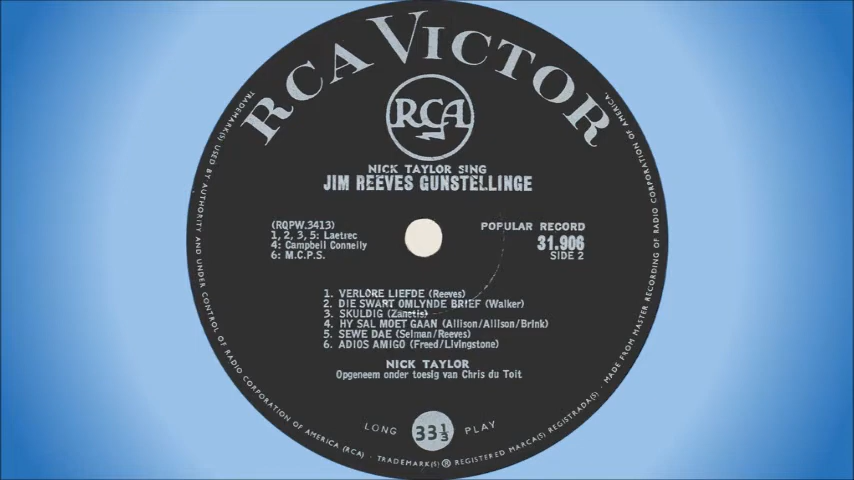 RCA VICTOR
RCA
NICK TAYLOR SING
JIM REEVES GUNSTELLINGE
(RQPW.3413)
1, 2, 3, 5: Laetrec
4: Campbell Connelly
6: M.C.P.S.
POPULAR RECORD
31.906
SIDE 2
1. VERLORE LIEFDE (Reeves)
2. DIE SWART OMLYNDE BRIEF (Walker)
3. SKULDIG (Zanetis)
4. HY SAL MOET GAAN (Allison/Allison/Brink)
5. SEWE DAE (Selman/Reeves)
6. ADIOS AMIGO (Freed/Livingstone)
NICK TAYLOR
Opgeneem onder toesig van Chris du Toit
LONG 33 1/3 PLAY
TRADEMARK(S) USED BY AUTHORITY AND UNDER CONTROL OF RADIO CORPORATION OF AMERICA (RCA) · TRADEMARK(S) ® REGISTERED MARCA(S) REGISTRADA(S) · MADE FROM MASTER RECORDING OF RADIO CORPORATION OF AMERICA.